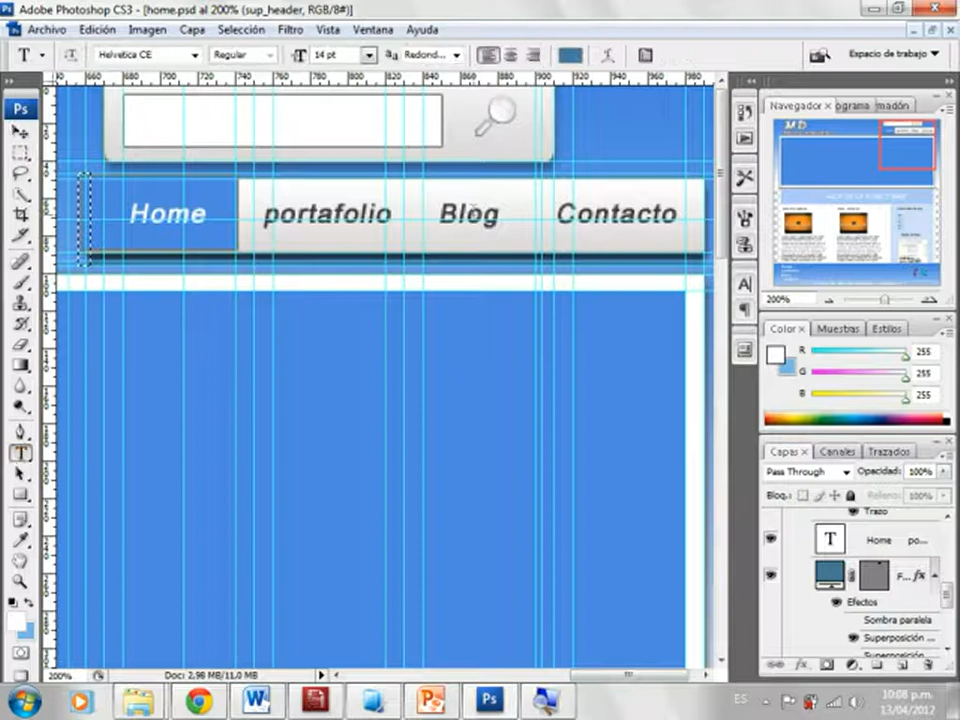 Adobe Photoshop CS3 - [home.psd al 200% (sup_header, RGB/8#)]
Archivo Edición Imagen Capa Selección Filtro Vista Ventana Ayuda
Helvetica CE Regular 14 pt Redond... Espacio de trabajo
Navegador
Home portafolio Blog Contacto
200%
Color Muestras Estilos
R 255
G 255
B 255
Capas Canales Trazados
Pass Through Opacidad: 100%
Bloq.: Relleno: 100%
Trazo
T Home po...
F... fx
Efectos
Sombra paralela
Superposición ...
200% Doc: 2,98 MB/11,0 MB
ES 10:08 p.m.
13/04/2012